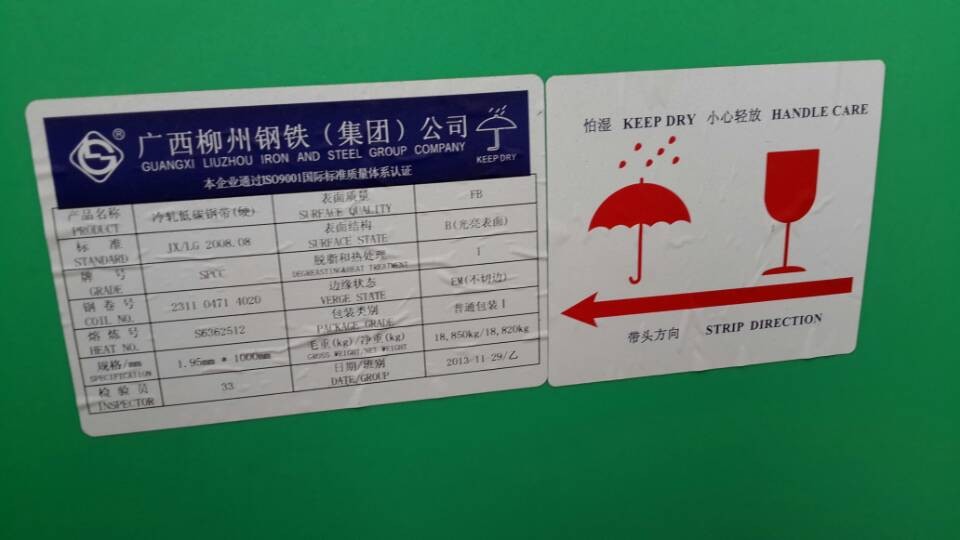 ® 广西柳州钢铁（集团）公司
GUANGXI LIUZHOU IRON AND STEEL GROUP COMPANY
KEEP DRY
本企业通过ISO9001国际标准质量体系认证
产品名称 冷轧低碳钢带(硬) 表面质量 FB
PRODUCT SURFACE QUALITY
标 准 JX/LG 2008.08 表面结构 B(光亮表面)
STANDARD SURFACE STATE
牌 号 SPCC 脱脂和热处理 1
GRADE DEGREASTING&HEAT TREATMENT
钢卷号 2311 0471 4020 边缘状态 EM(不切边)
COIL NO. VERGE STATE
熔炼号 S6362512 包装类别 普通包装 1
HEAT NO. PACKAGE GRADE
规格/mm 1.95mm * 1000mm 毛重(kg)/净重(kg) 18,850kg/18,820kg
SPECIFICATION GROSS WEIGHT/NET WEIGHT
检验员 33 日期/班别 2013-11-29/乙
INSPECTOR DATE/GROUP
怕湿 KEEP DRY 小心轻放 HANDLE CARE
带头方向 STRIP DIRECTION